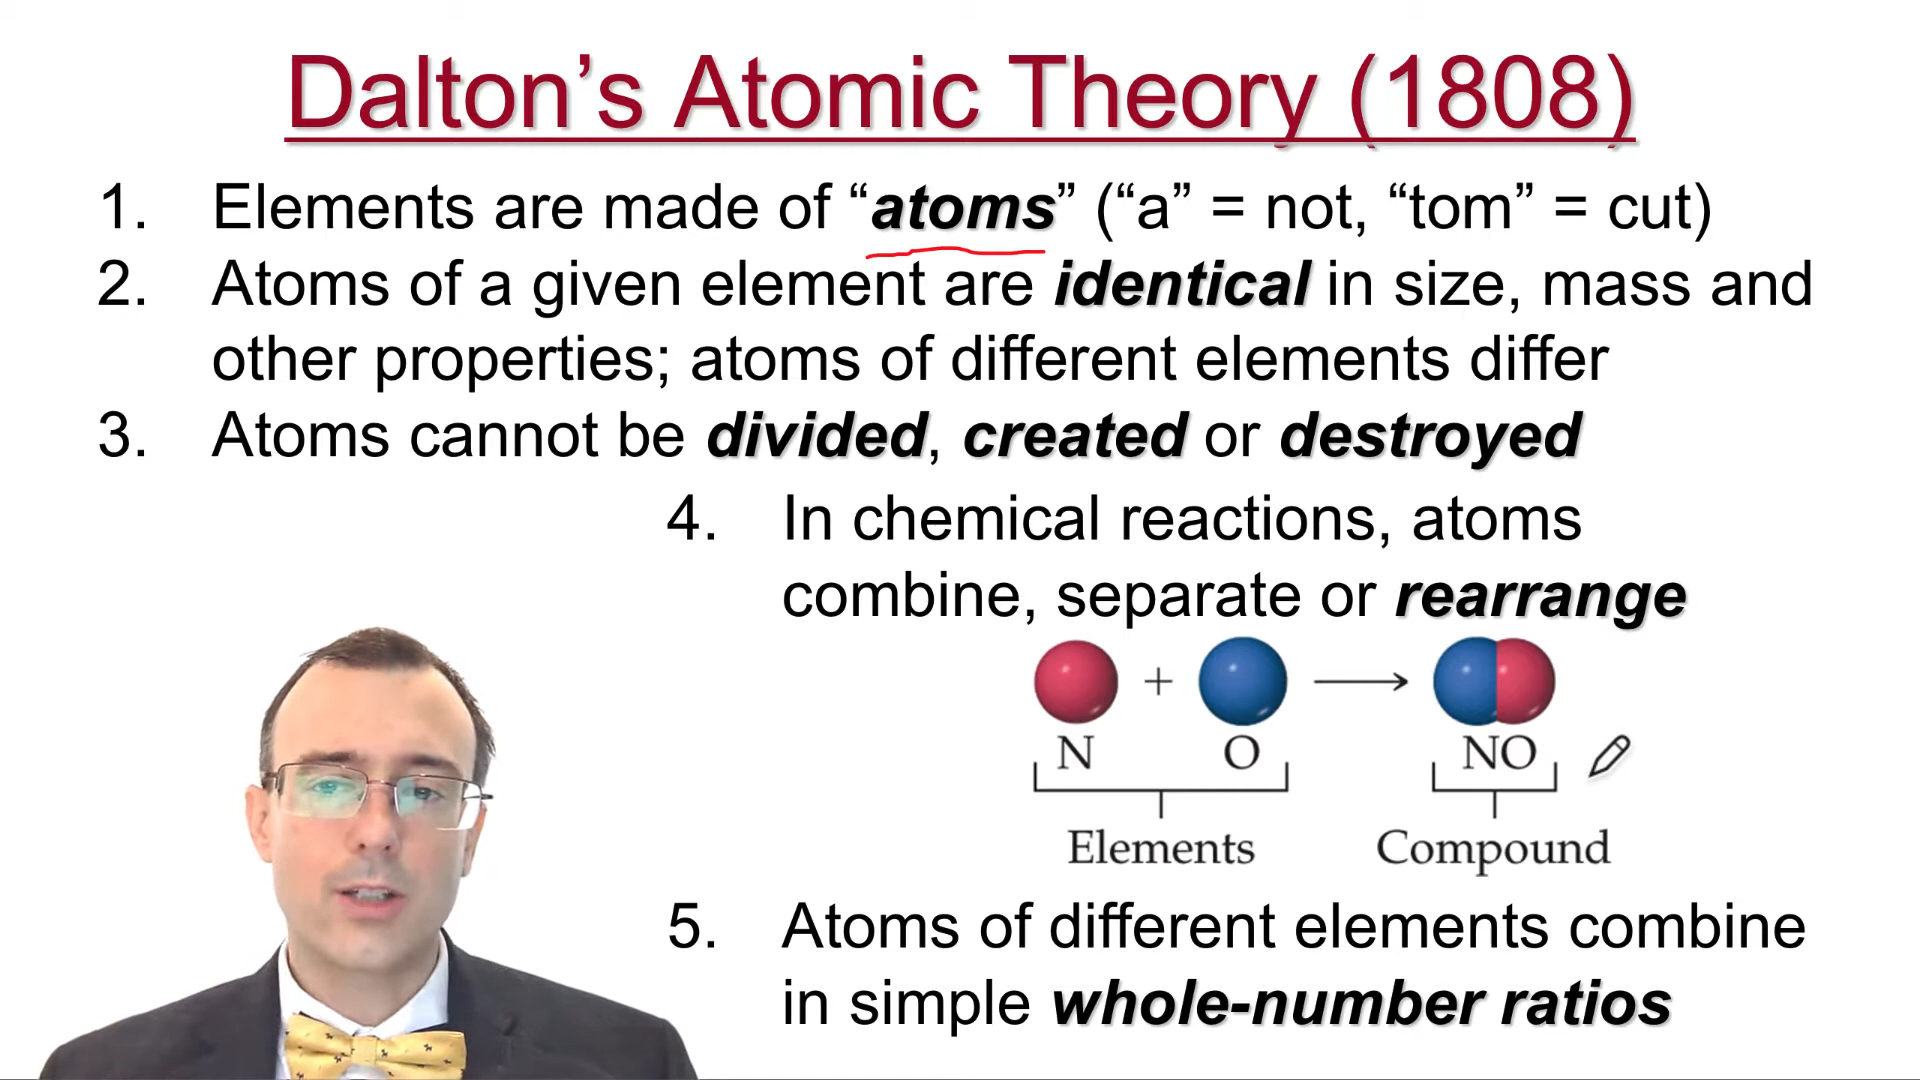 Dalton’s Atomic Theory (1808)
1. Elements are made of “atoms” (“a” = not, “tom” = cut)
2. Atoms of a given element are identical in size, mass and
other properties; atoms of different elements differ
3. Atoms cannot be divided, created or destroyed
4. In chemical reactions, atoms
combine, separate or rearrange
+
N O NO
Elements Compound
5. Atoms of different elements combine
in simple whole-number ratios